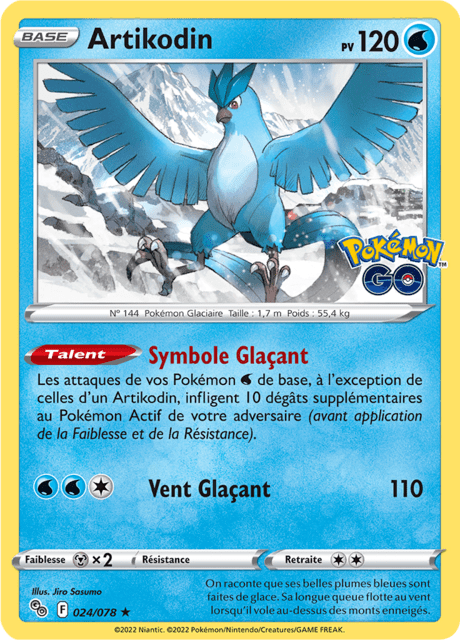 BASE Artikodin PV 120
POKÉMON™
GO
N° 144 Pokémon Glaciaire Taille : 1,7 m Poids : 55,4 kg
Talent Symbole Glaçant
Les attaques de vos Pokémon de base, à l'exception de
celles d'un Artikodin, infligent 10 dégâts supplémentaires
au Pokémon Actif de votre adversaire (avant application
de la Faiblesse et de la Résistance).
Vent Glaçant 110
Faiblesse ×2 Résistance Retraite
Illus. Jiro Sasumo
GO F 024/078 ★
On raconte que ses belles plumes bleues sont
faites de glace. Sa longue queue flotte au vent
lorsqu'il vole au-dessus des monts enneigés.
©2022 Niantic. ©2022 Pokémon/Nintendo/Creatures/GAME FREAK.